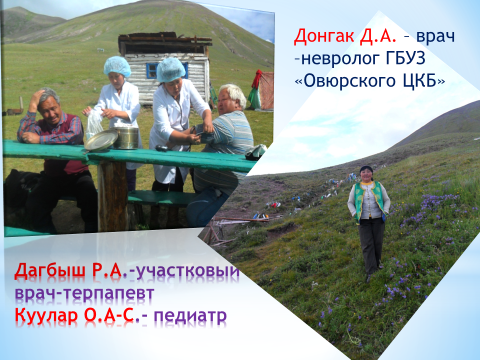 Донгак Д.А. – врач
–невролог ГБУЗ
«Овюрского ЦКБ»
Дагбыш Р.А.-участковый
врач-терпапевт
Куулар О.А-С.- педиатр